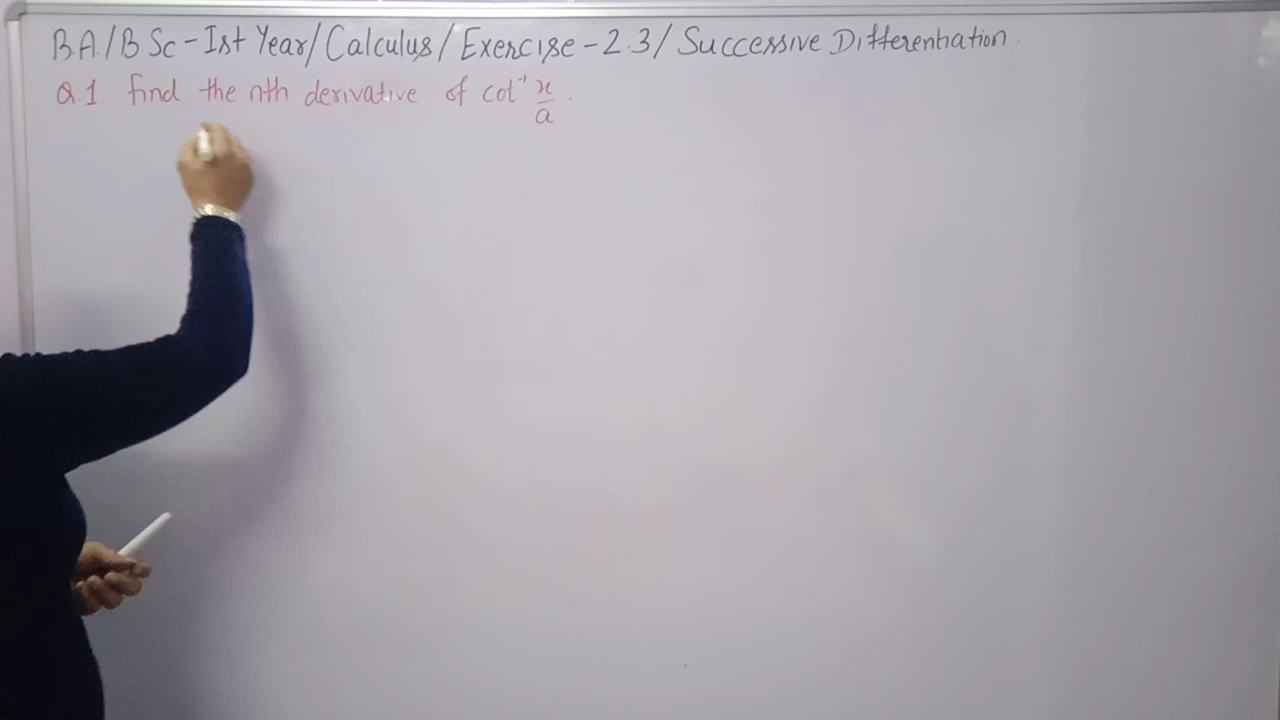 B.A./B Sc - Ist Year/ Calculus/ Exercise - 2.3/ Successive Differentiation
Q.1. find the nth derivative of cot⁻¹ x/a .